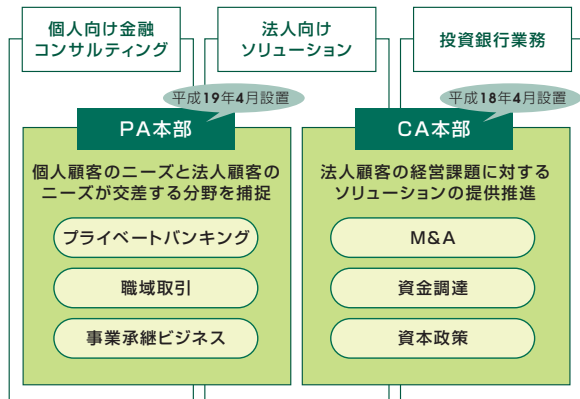 個人向け金融
コンサルティング
法人向け
ソリューション
投資銀行業務
平成19年4月設置
PA本部
個人顧客のニーズと法人顧客の
ニーズが交差する分野を捕捉
プライベートバンキング
職域取引
事業承継ビジネス
平成18年4月設置
CA本部
法人顧客の経営課題に対する
ソリューションの提供推進
M&A
資金調達
資本政策